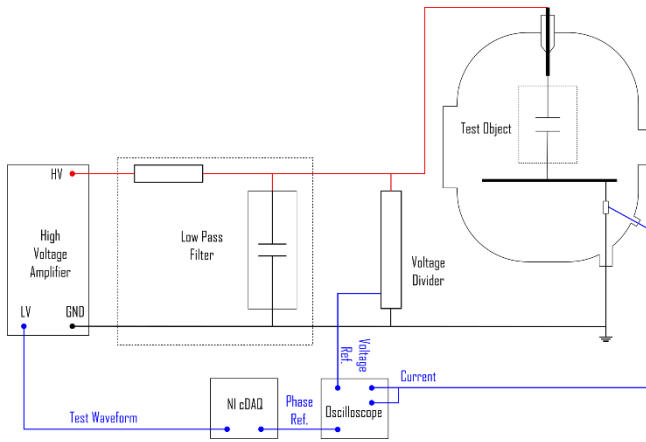 Test Object
HV
High
Voltage
Amplifier
LV
GND
Low Pass
Filter
Voltage
Divider
Voltage
Ref.
Current
NI cDAQ
Phase
Ref.
Oscilloscope
Test Waveform